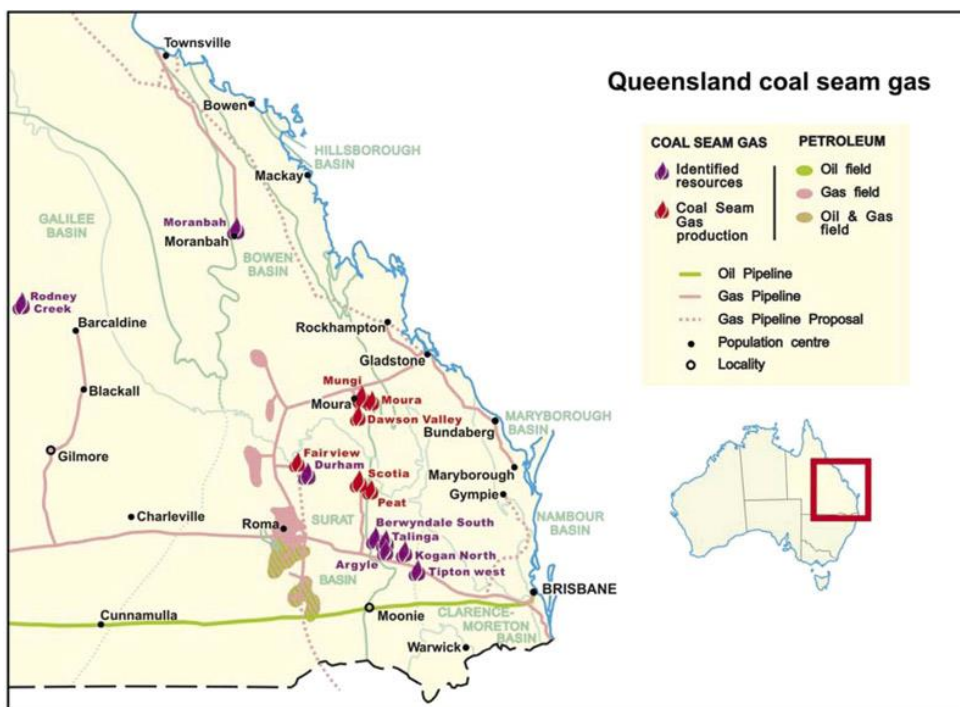 Queensland coal seam gas
COAL SEAM GAS
Identified
resources
Coal Seam
Gas
production
PETROLEUM
Oil field
Gas field
Oil & Gas
field
Oil Pipeline
Gas Pipeline
Gas Pipeline Proposal
Population centre
Locality
Townsville
Bowen
HILLSBOROUGH
BASIN
Mackay
GALILEE
BASIN
Moranbah
Moranbah
BOWEN
BASIN
Rodney
Creek
Barcaldine
Rockhampton
Gladstone
Blackall
Mungi
Moura
Moura
Dawson Valley
MARYBOROUGH
BASIN
Bundaberg
Gilmore
Fairview
Durham
Scotia
Peat
Maryborough
Gympie
Charleville
Roma
SURAT
BASIN
Berwyndale South
Talinga
Argyle
Kogan North
Tipton west
NAMBOUR
BASIN
BRISBANE
Cunnamulla
Moonie
CLARENCE-
MORETON
BASIN
Warwick